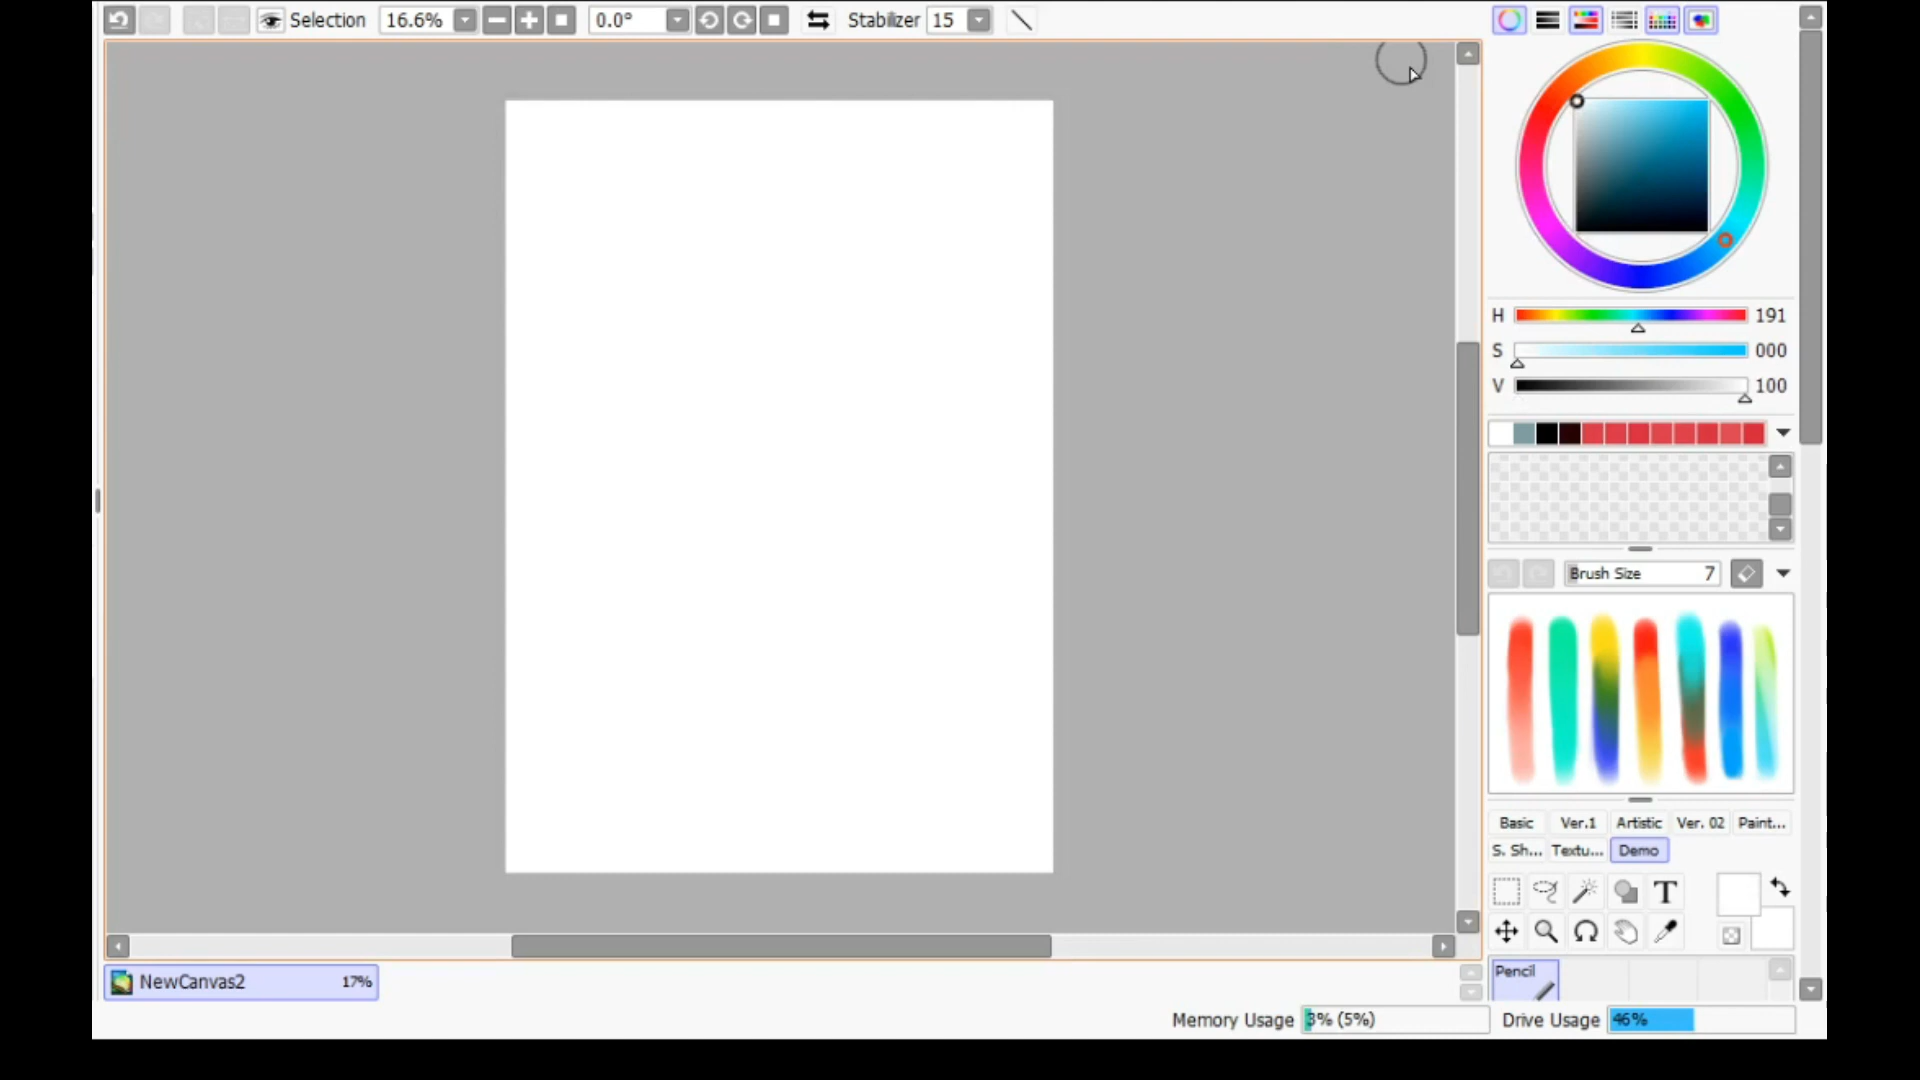 Selection 16.6% 0.0° Stabilizer 15
H 191
S 000
V 100
Brush Size 7
Basic Ver.1 Artistic Ver. 02 Paint...
S. Sh... Textu... Demo
T
Pencil
NewCanvas2 17%
Memory Usage 3% (5%) Drive Usage 46%